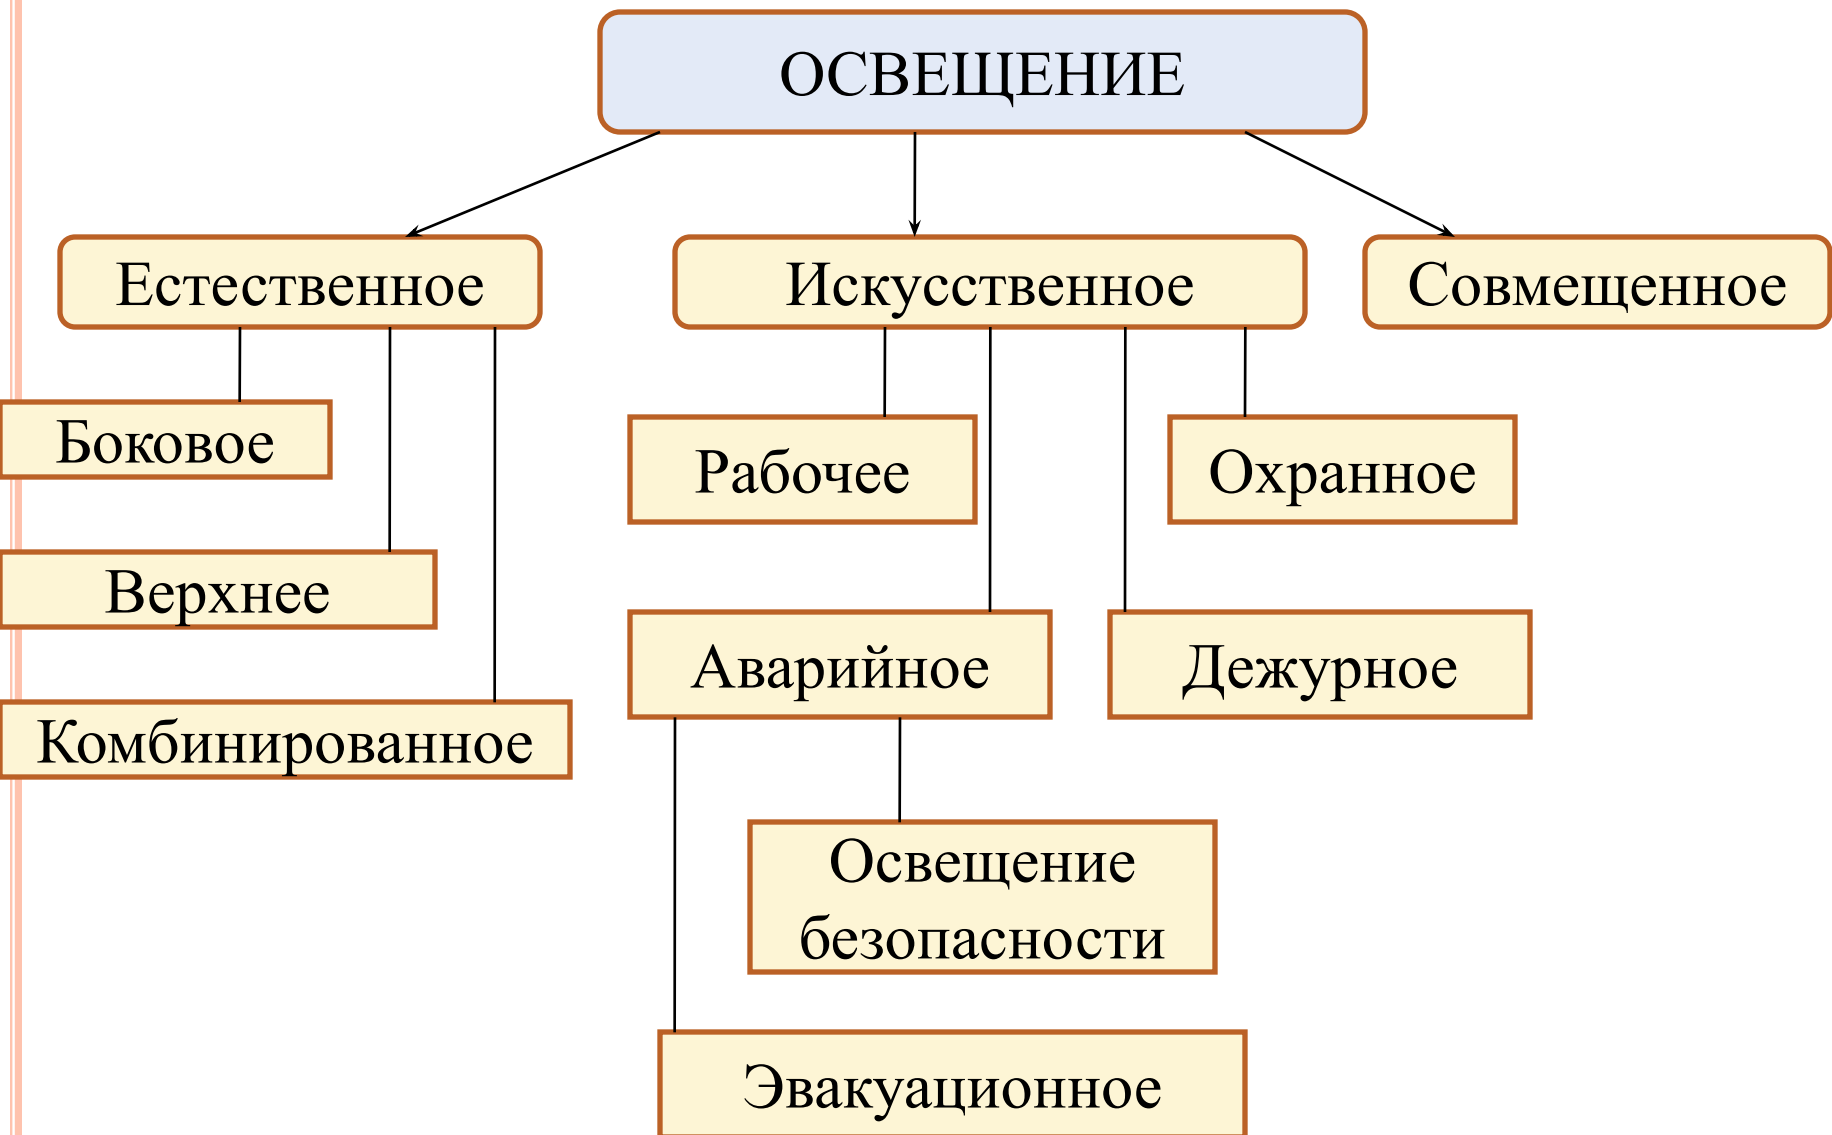 ОСВЕЩЕНИЕ
Естественное
Искусственное
Совмещенное
Боковое
Верхнее
Комбинированное
Рабочее
Охранное
Аварийное
Дежурное
Освещение
безопасности
Эвакуационное